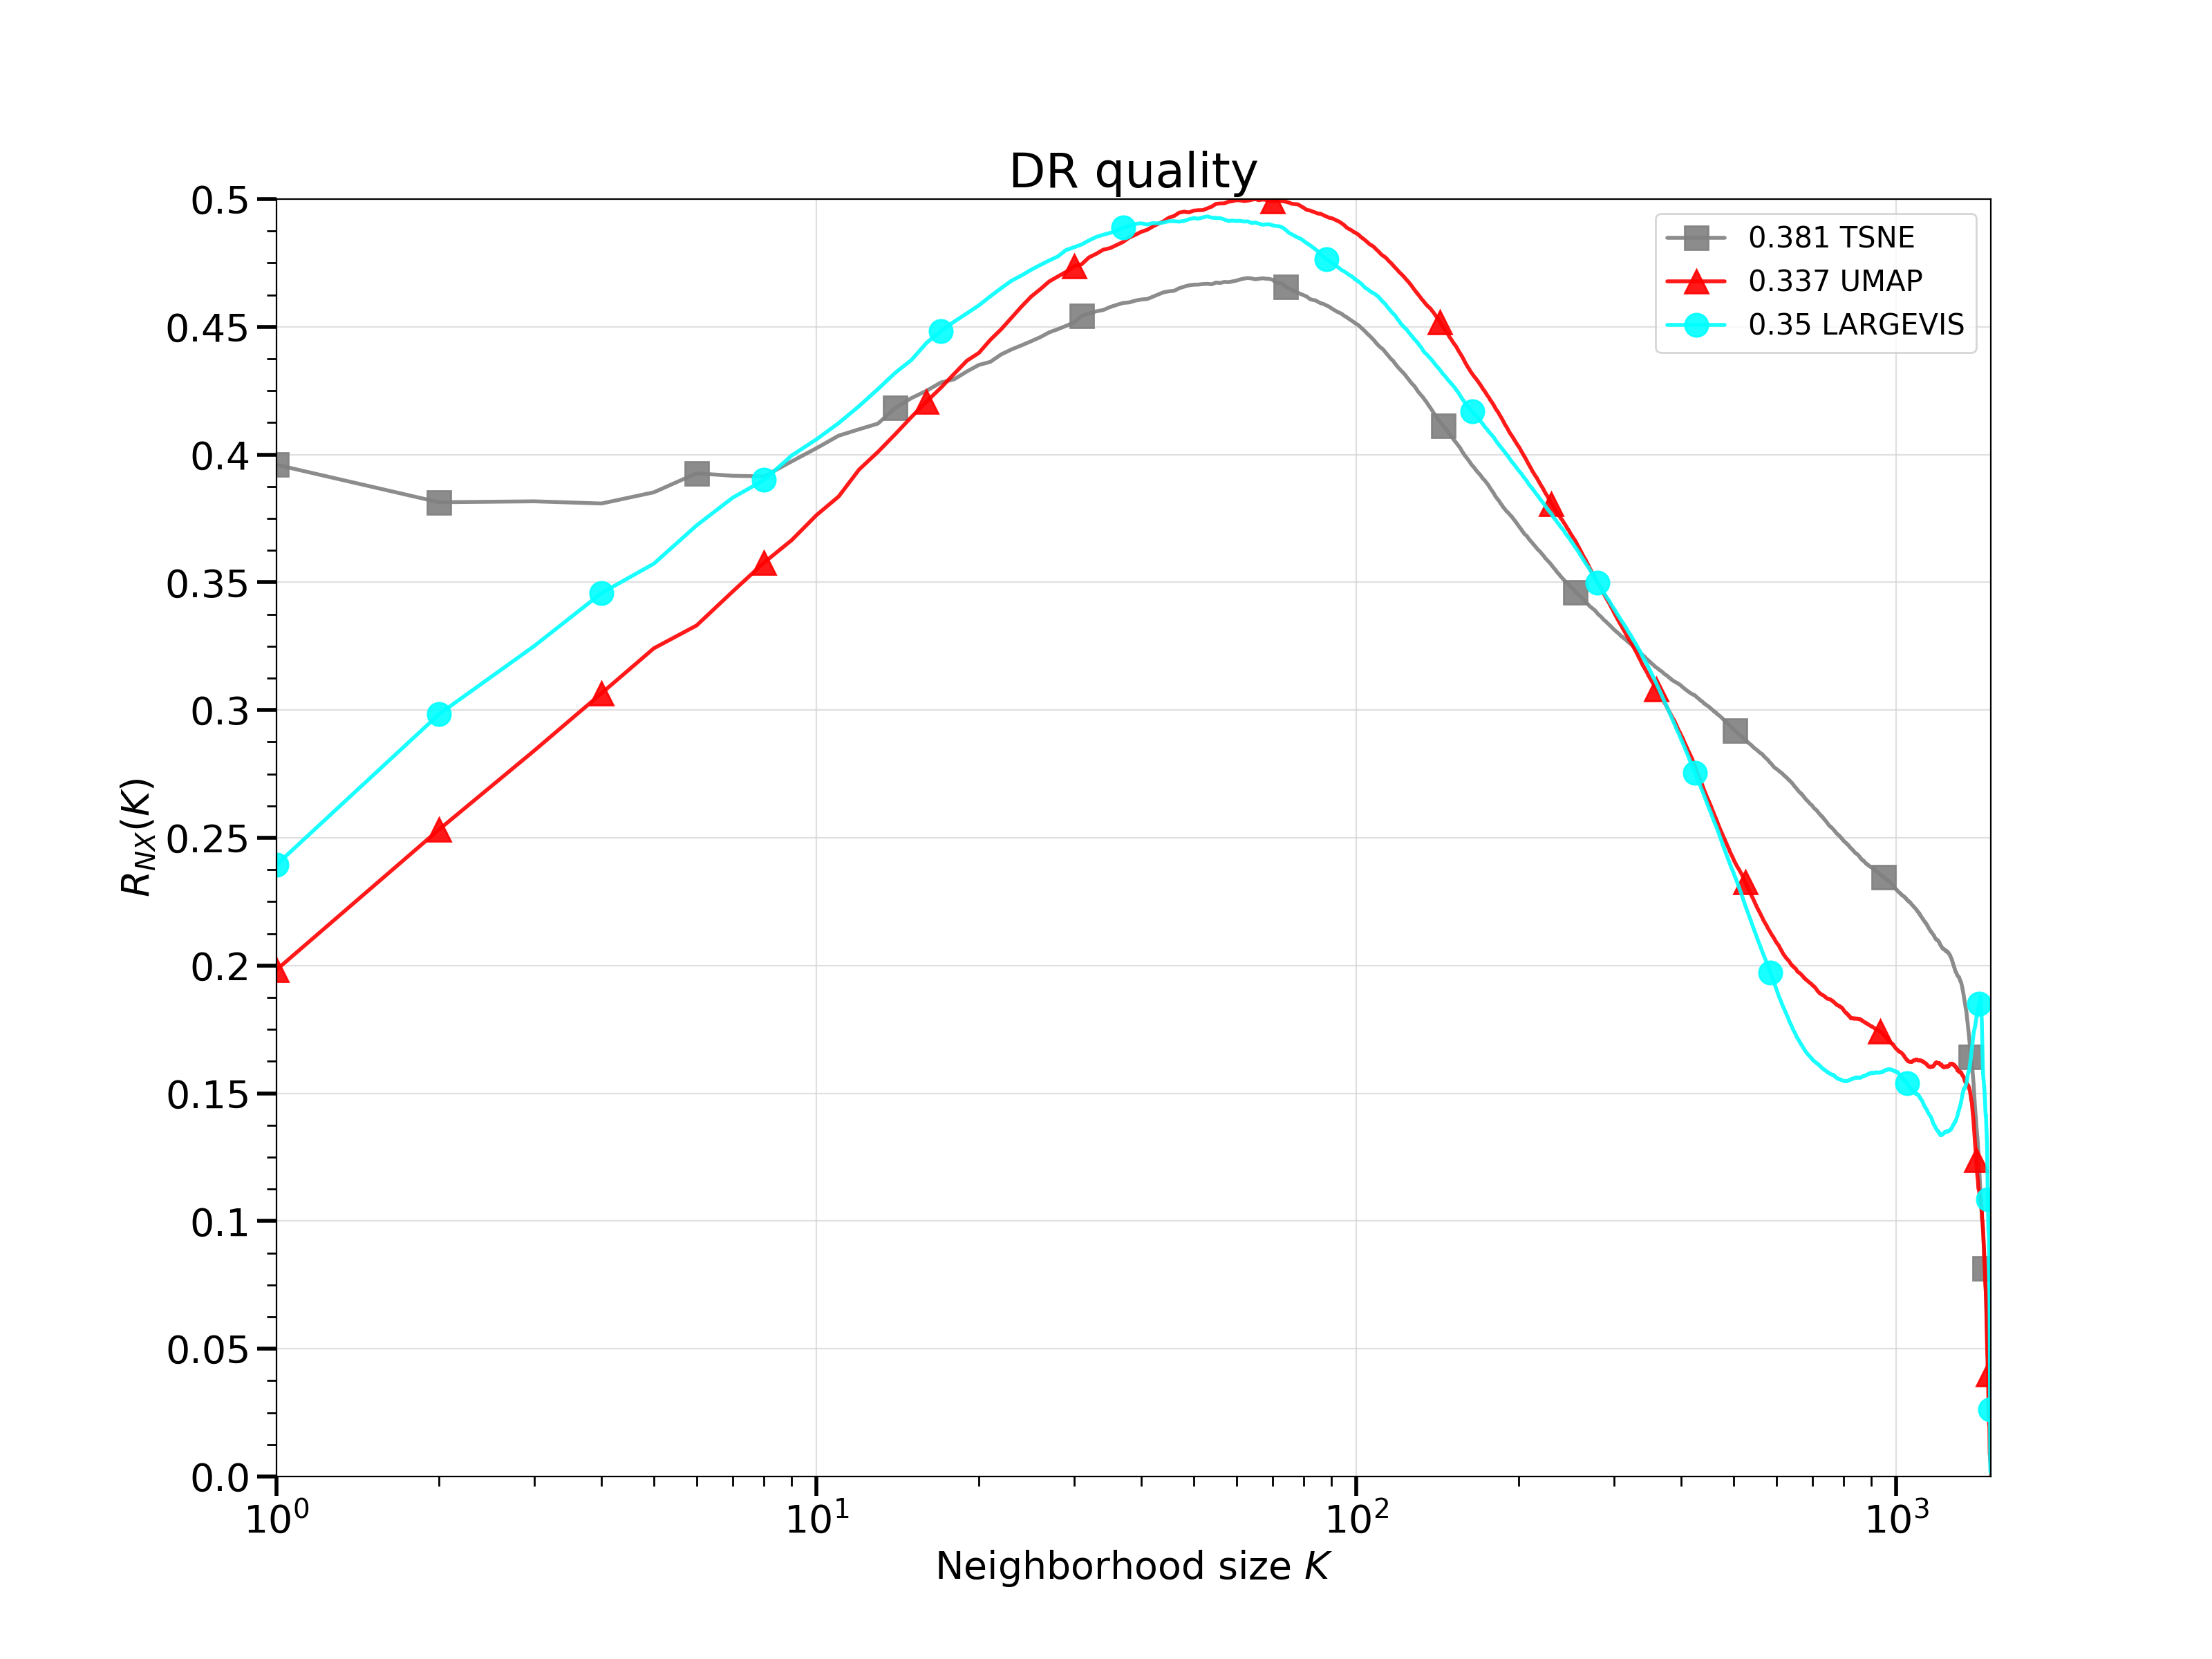 DR quality
0.5
0.45
0.4
0.35
0.3
0.25
0.2
0.15
0.1
0.05
0.0
R_{NX}(K)
0.381 TSNE
0.337 UMAP
0.35 LARGEVIS
10^0 10^1 10^2 10^3
Neighborhood size K